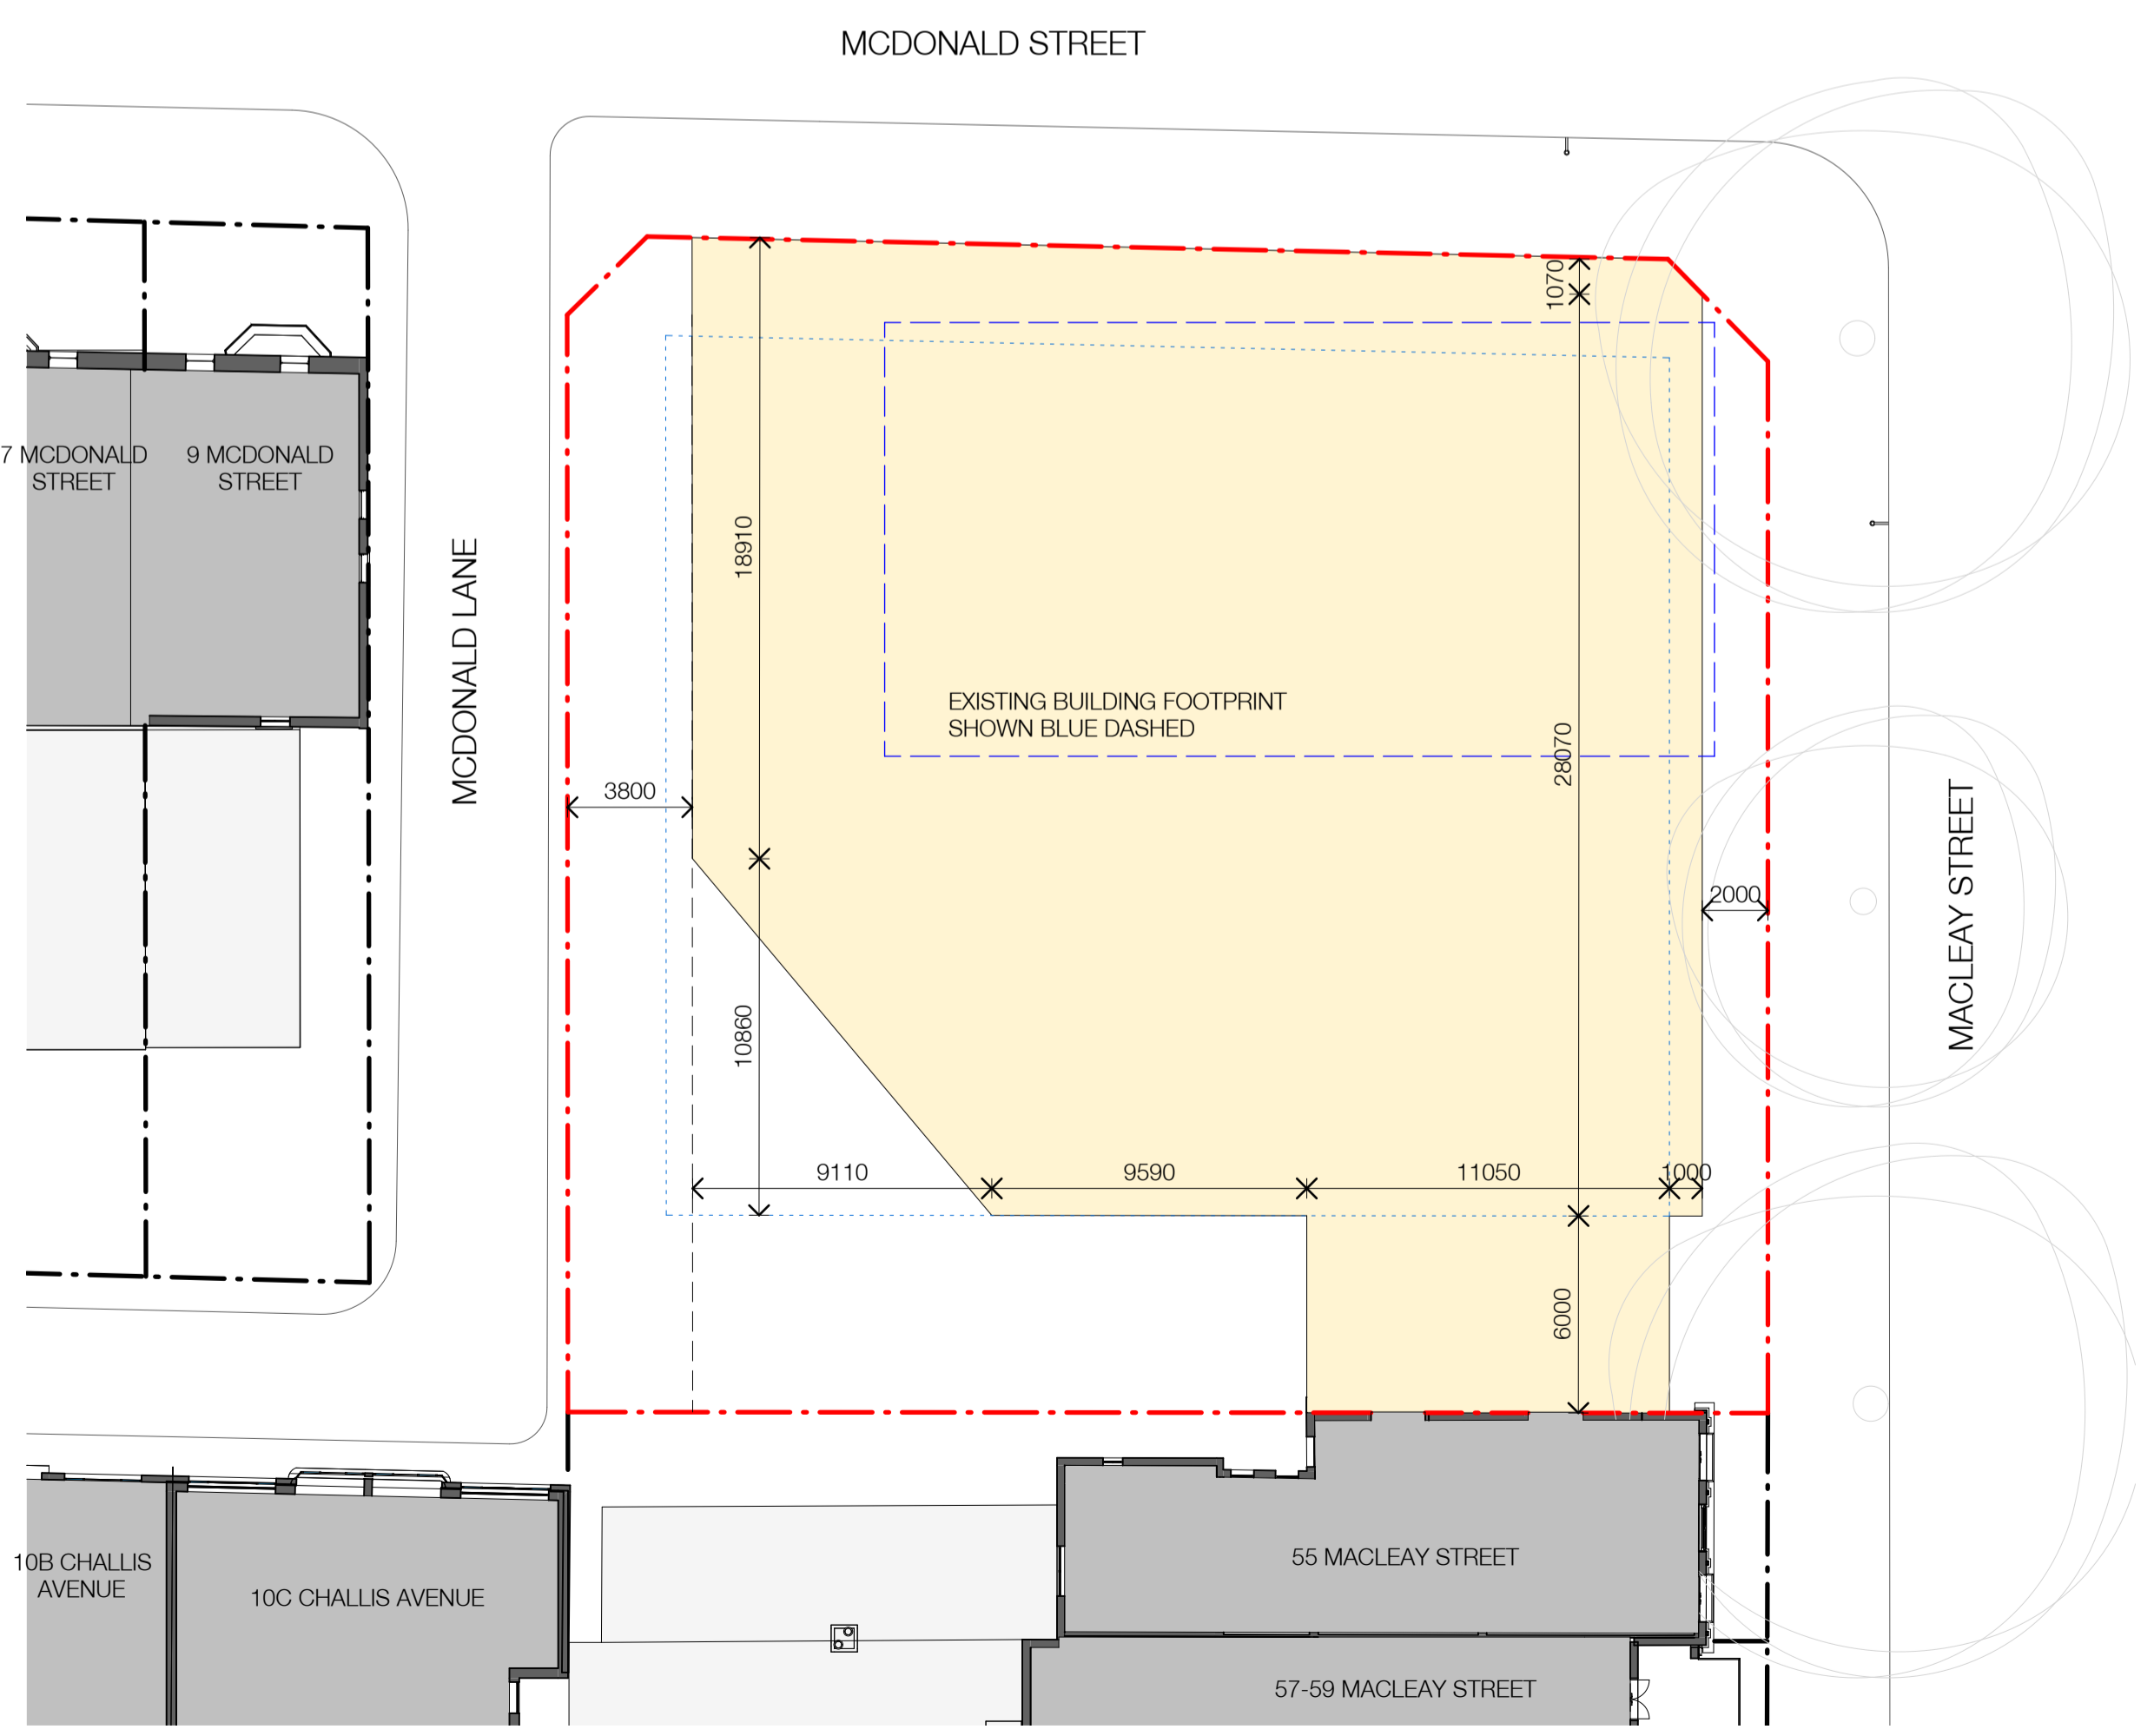 MCDONALD STREET
1070
7 MCDONALD
STREET
9 MCDONALD
STREET
18910
MCDONALD LANE
EXISTING BUILDING FOOTPRINT
SHOWN BLUE DASHED
28070
3800
2000
MACLEAY STREET
10860
9110
9590
11050
1000
6000
10B CHALLIS
AVENUE
10C CHALLIS AVENUE
55 MACLEAY STREET
57-59 MACLEAY STREET